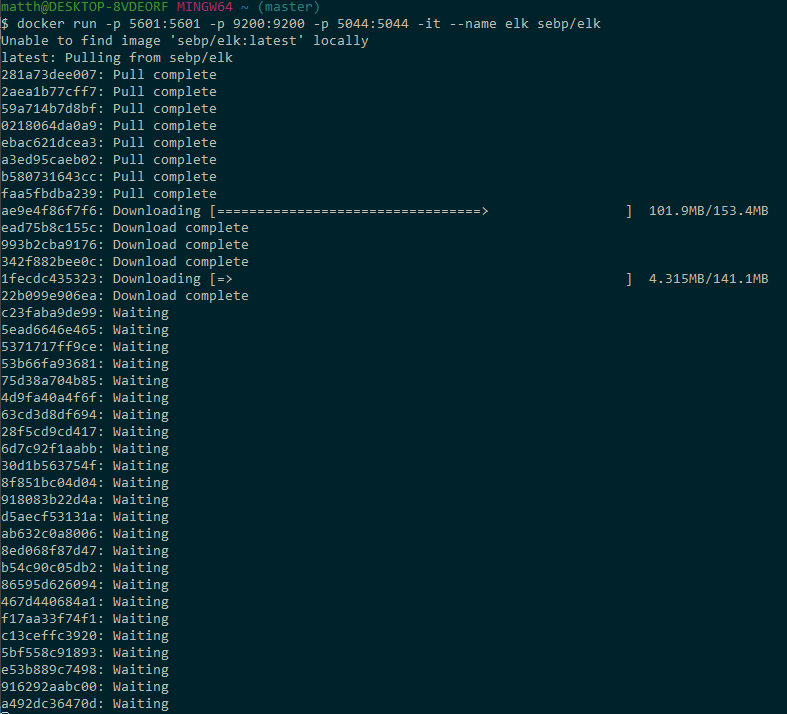 matth@DESKTOP-8VDEORF MINGW64 ~ (master)
$ docker run -p 5601:5601 -p 9200:9200 -p 5044:5044 -it --name elk sebp/elk
Unable to find image 'sebp/elk:latest' locally
latest: Pulling from sebp/elk
281a73dee007: Pull complete
2aea1b77cff7: Pull complete
59a714b7d8bf: Pull complete
0218064da0a9: Pull complete
ebac621dcea3: Pull complete
a3ed95caeb02: Pull complete
b580731643cc: Pull complete
faa5fbdba239: Pull complete
ae9e4f86f7f6: Downloading [=================================>                 ]  101.9MB/153.4MB
ead75b8c155c: Download complete
993b2cba9176: Download complete
342f882bee0c: Download complete
1fecdc435323: Downloading [=>                                                 ]  4.315MB/141.1MB
22b099e906ea: Download complete
c23faba9de99: Waiting
5ead6646e465: Waiting
5371717ff9ce: Waiting
53b66fa93681: Waiting
75d38a704b85: Waiting
4d9fa40a4f6f: Waiting
63cd3d8df694: Waiting
28f5cd9cd417: Waiting
6d7c92f1aabb: Waiting
30d1b563754f: Waiting
8f851bc04d04: Waiting
918083b22d4a: Waiting
d5aecf53131a: Waiting
ab632c0a8006: Waiting
8ed068f87d47: Waiting
b54c90c05db2: Waiting
86595d626094: Waiting
467d440684a1: Waiting
f17aa33f74f1: Waiting
c13ceffc3920: Waiting
5bf558c91893: Waiting
e53b889c7498: Waiting
916292aabc00: Waiting
a492dc36470d: Waiting